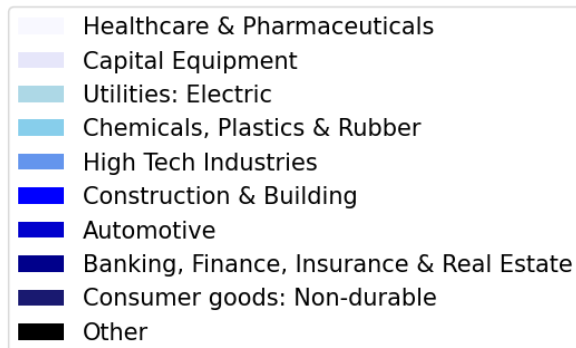 Healthcare & Pharmaceuticals
Capital Equipment
Utilities: Electric
Chemicals, Plastics & Rubber
High Tech Industries
Construction & Building
Automotive
Banking, Finance, Insurance & Real Estate
Consumer goods: Non-durable
Other